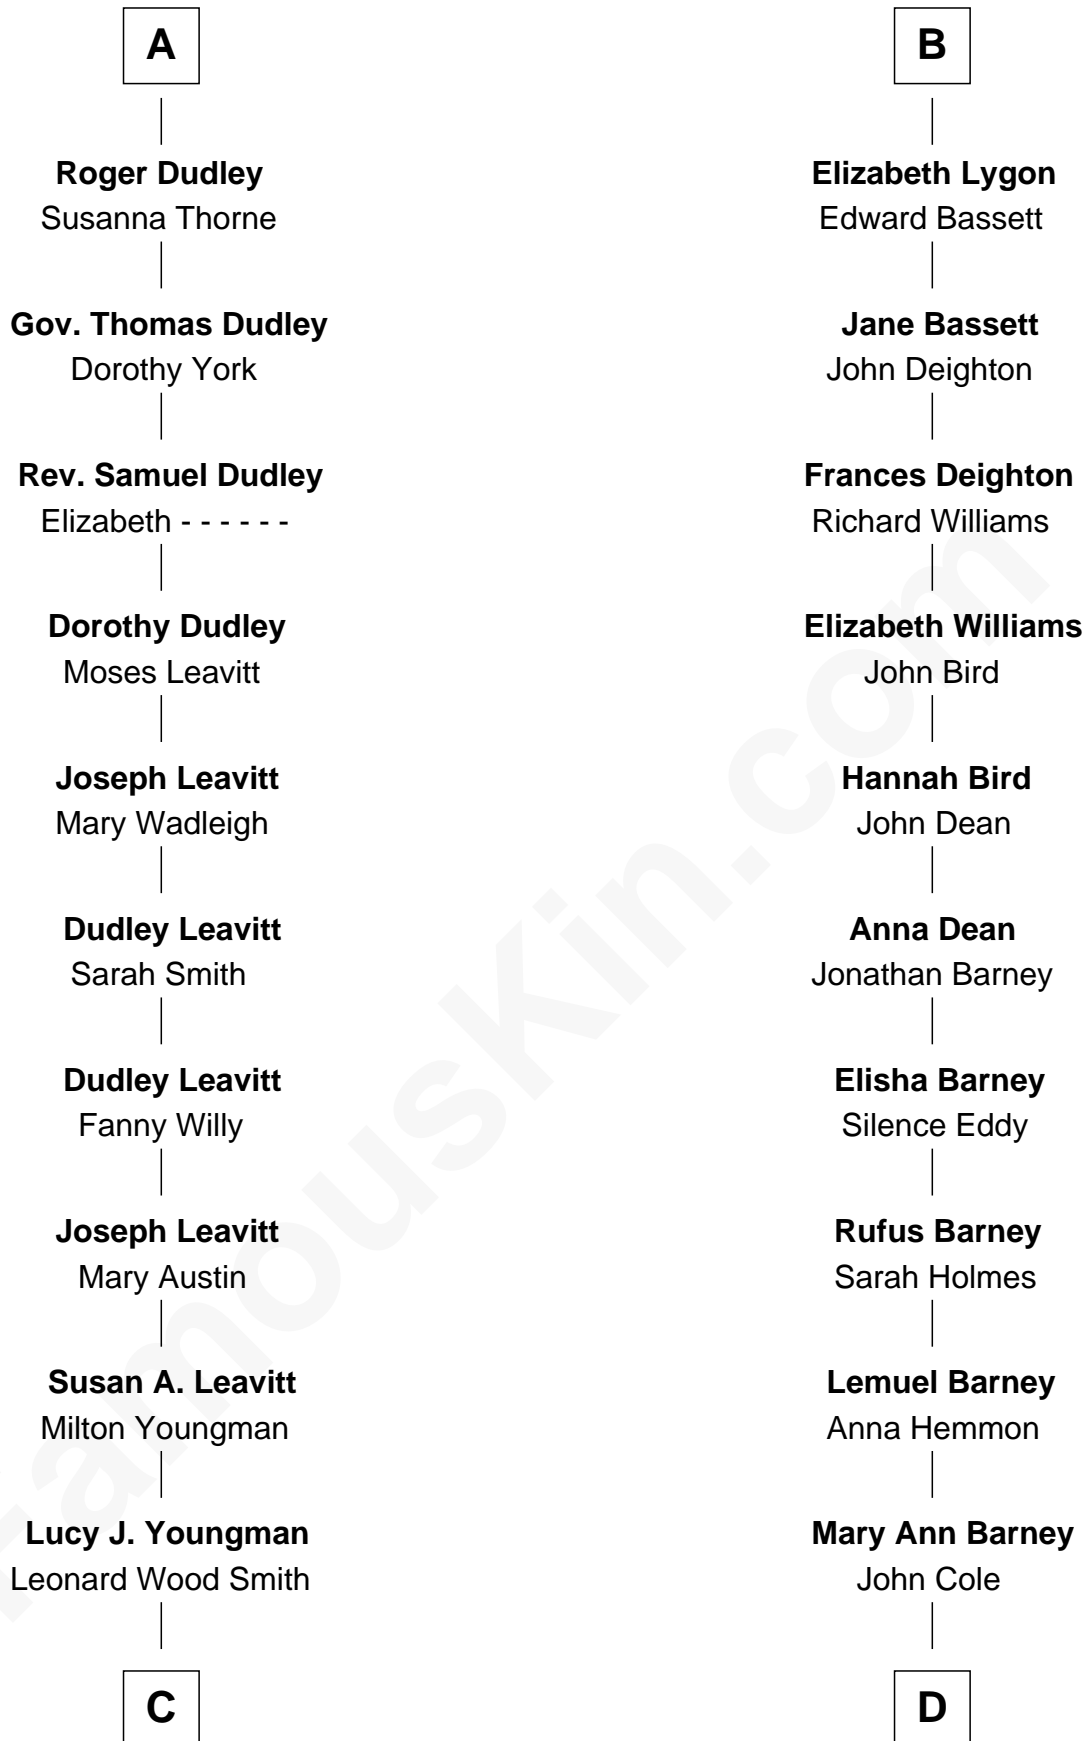 A
Roger Dudley
Susanna Thorne
Gov. Thomas Dudley
Dorothy York
Rev. Samuel Dudley
Elizabeth - - - - - -
Dorothy Dudley
Moses Leavitt
Joseph Leavitt
Mary Wadleigh
Dudley Leavitt
Sarah Smith
Dudley Leavitt
Fanny Willy
Joseph Leavitt
Mary Austin
Susan A. Leavitt
Milton Youngman
Lucy J. Youngman
Leonard Wood Smith
C
B
Elizabeth Lygon
Edward Bassett
Jane Bassett
John Deighton
Frances Deighton
Richard Williams
Elizabeth Williams
John Bird
Hannah Bird
John Dean
Anna Dean
Jonathan Barney
Elisha Barney
Silence Eddy
Rufus Barney
Sarah Holmes
Lemuel Barney
Anna Hemmon
Mary Ann Barney
John Cole
D
FamousKin.com